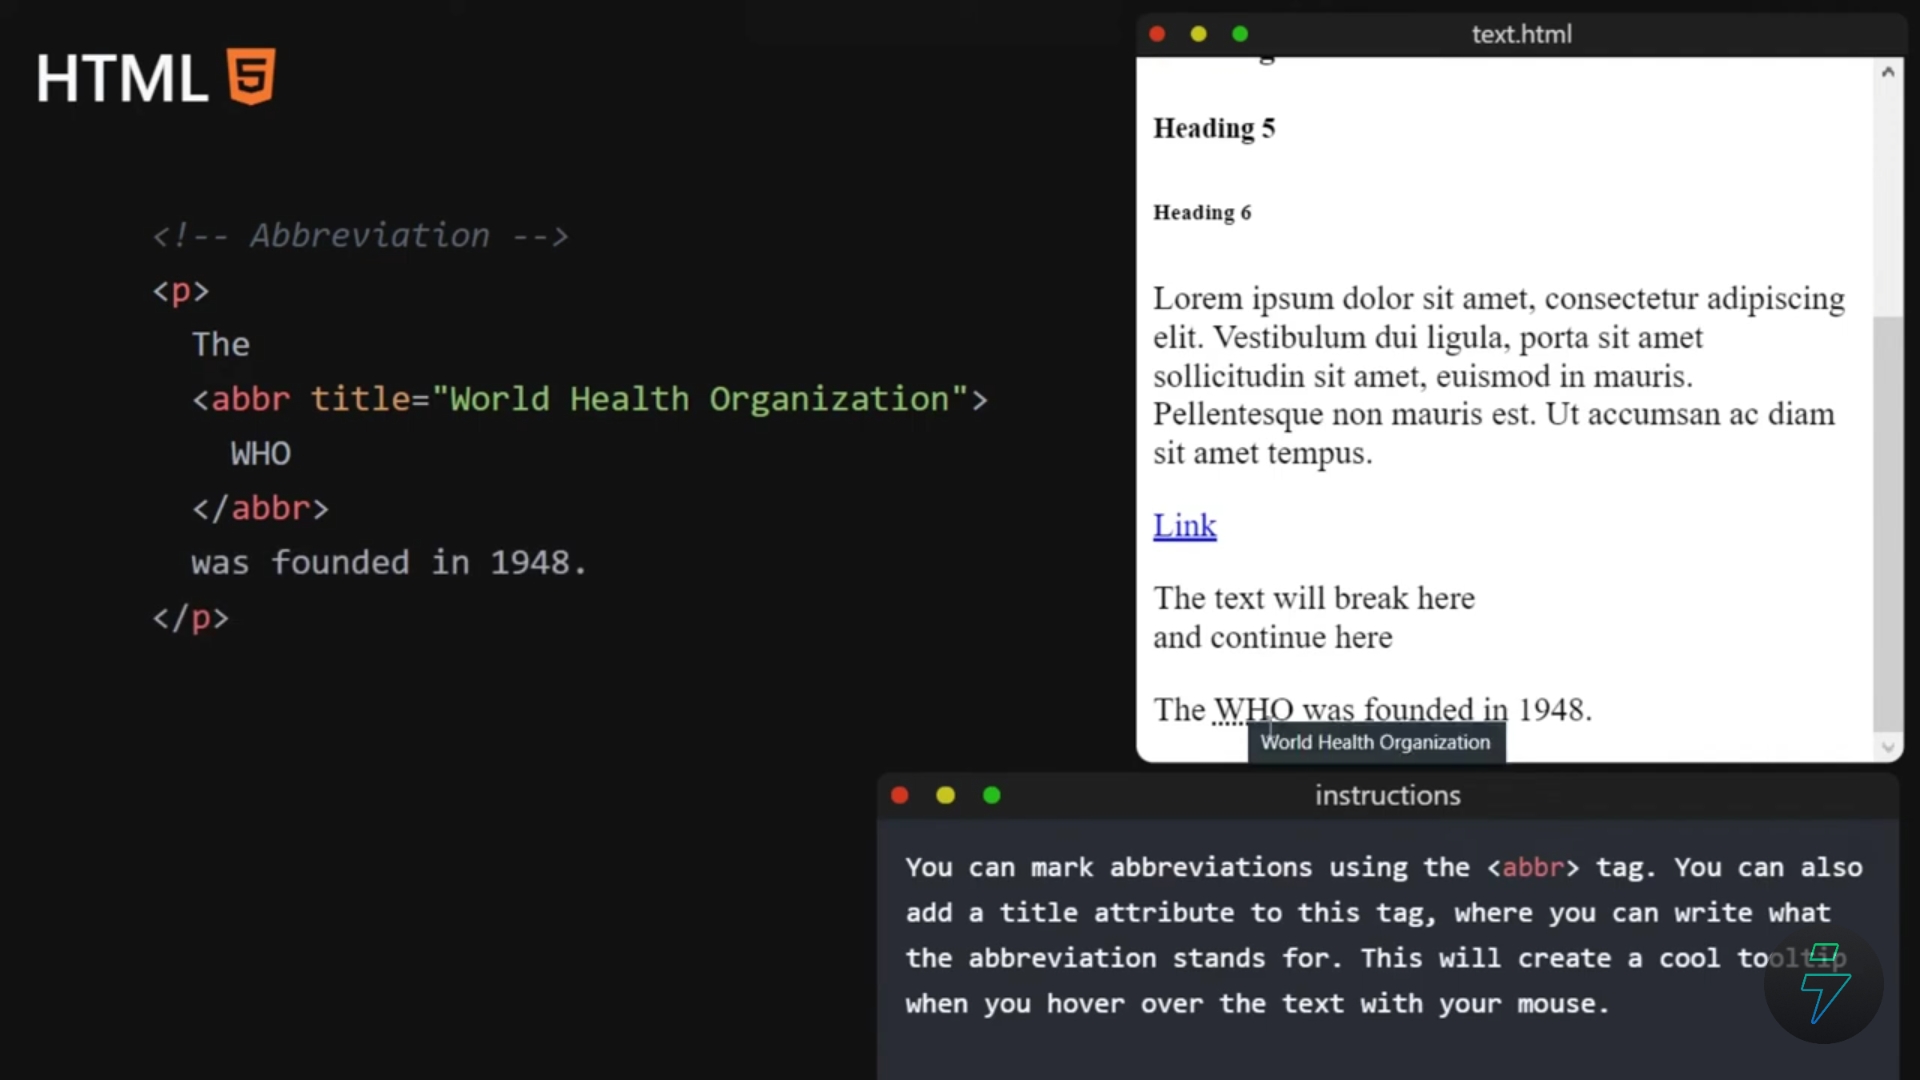 HTML 5
<!-- Abbreviation -->
<p>
The
<abbr title="World Health Organization">
WHO
</abbr>
was founded in 1948.
</p>
text.html
Heading 5
Heading 6
Lorem ipsum dolor sit amet, consectetur adipiscing
elit. Vestibulum dui ligula, porta sit amet
sollicitudin sit amet, euismod in mauris.
Pellentesque non mauris est. Ut accumsan ac diam
sit amet tempus.
Link
The text will break here
and continue here
The WHO was founded in 1948.
World Health Organization
instructions
You can mark abbreviations using the <abbr> tag. You can also
add a title attribute to this tag, where you can write what
the abbreviation stands for. This will create a cool tooltip
when you hover over the text with your mouse.